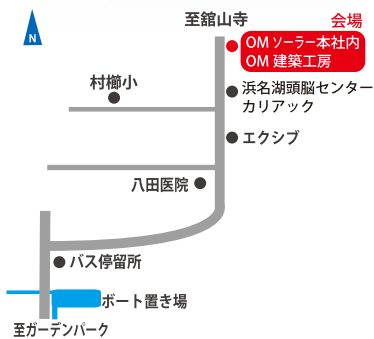 N
至舘山寺
会場
OM ソーラー本社内
OM 建築工房
村櫛小
浜名湖頭脳センター
カリアック
エクシブ
八田医院
バス停留所
ボート置き場
至ガーデンパーク